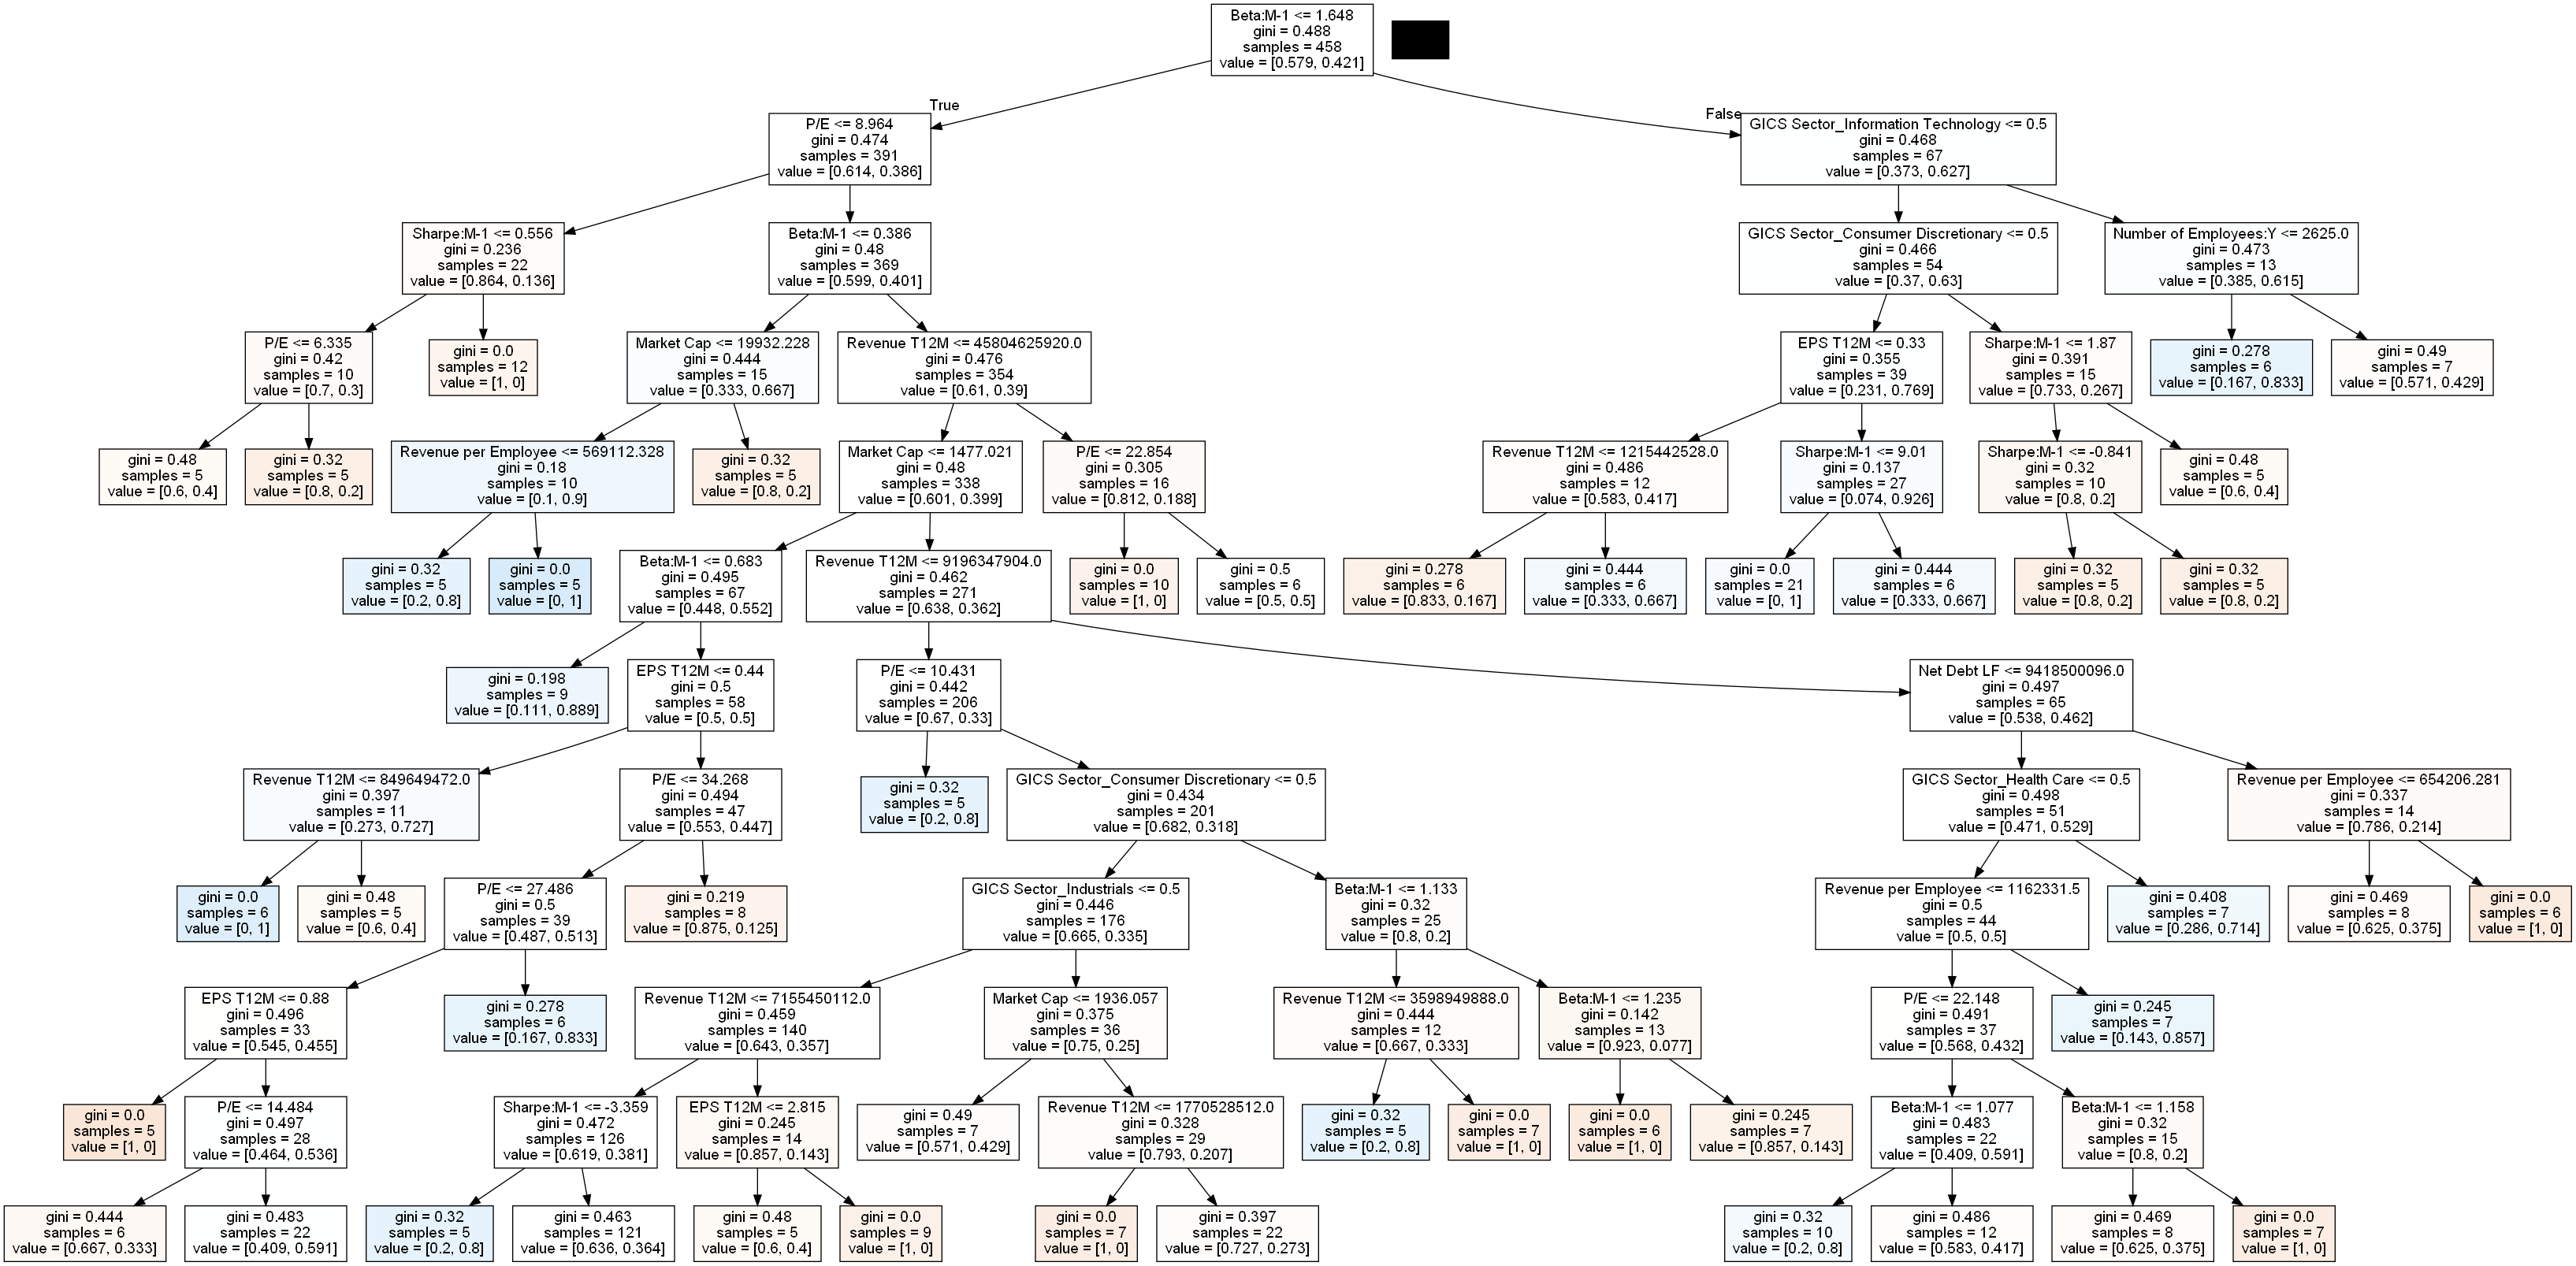 Beta:M-1 <= 1.648
gini = 0.488
samples = 458
value = [0.579, 0.421]
True
False
P/E <= 8.964
gini = 0.474
samples = 391
value = [0.614, 0.386]
GICS Sector_Information Technology <= 0.5
gini = 0.468
samples = 67
value = [0.373, 0.627]
Sharpe:M-1 <= 0.556
gini = 0.236
samples = 22
value = [0.864, 0.136]
Beta:M-1 <= 0.386
gini = 0.48
samples = 369
value = [0.599, 0.401]
GICS Sector_Consumer Discretionary <= 0.5
gini = 0.466
samples = 54
value = [0.37, 0.63]
Number of Employees:Y <= 2625.0
gini = 0.473
samples = 13
value = [0.385, 0.615]
P/E <= 6.335
gini = 0.42
samples = 10
value = [0.7, 0.3]
gini = 0.0
samples = 12
value = [1, 0]
Market Cap <= 19932.228
gini = 0.444
samples = 15
value = [0.333, 0.667]
Revenue T12M <= 45804625920.0
gini = 0.476
samples = 354
value = [0.61, 0.39]
EPS T12M <= 0.33
gini = 0.355
samples = 39
value = [0.231, 0.769]
Sharpe:M-1 <= 1.87
gini = 0.391
samples = 15
value = [0.733, 0.267]
gini = 0.278
samples = 6
value = [0.167, 0.833]
gini = 0.49
samples = 7
value = [0.571, 0.429]
gini = 0.48
samples = 5
value = [0.6, 0.4]
gini = 0.32
samples = 5
value = [0.8, 0.2]
Revenue per Employee <= 569112.328
gini = 0.18
samples = 10
value = [0.1, 0.9]
gini = 0.32
samples = 5
value = [0.8, 0.2]
Market Cap <= 1477.021
gini = 0.48
samples = 338
value = [0.601, 0.399]
P/E <= 22.854
gini = 0.305
samples = 16
value = [0.812, 0.188]
Revenue T12M <= 1215442528.0
gini = 0.486
samples = 12
value = [0.583, 0.417]
Sharpe:M-1 <= 9.01
gini = 0.137
samples = 27
value = [0.074, 0.926]
Sharpe:M-1 <= -0.841
gini = 0.32
samples = 10
value = [0.8, 0.2]
gini = 0.48
samples = 5
value = [0.6, 0.4]
gini = 0.32
samples = 5
value = [0.2, 0.8]
gini = 0.0
samples = 5
value = [0, 1]
Beta:M-1 <= 0.683
gini = 0.495
samples = 67
value = [0.448, 0.552]
Revenue T12M <= 9196347904.0
gini = 0.462
samples = 271
value = [0.638, 0.362]
gini = 0.0
samples = 10
value = [1, 0]
gini = 0.5
samples = 6
value = [0.5, 0.5]
gini = 0.278
samples = 6
value = [0.833, 0.167]
gini = 0.444
samples = 6
value = [0.333, 0.667]
gini = 0.0
samples = 21
value = [0, 1]
gini = 0.444
samples = 6
value = [0.333, 0.667]
gini = 0.32
samples = 5
value = [0.8, 0.2]
gini = 0.32
samples = 5
value = [0.8, 0.2]
gini = 0.198
samples = 9
value = [0.111, 0.889]
EPS T12M <= 0.44
gini = 0.5
samples = 58
value = [0.5, 0.5]
P/E <= 10.431
gini = 0.442
samples = 206
value = [0.67, 0.33]
Net Debt LF <= 9418500096.0
gini = 0.497
samples = 65
value = [0.538, 0.462]
Revenue T12M <= 849649472.0
gini = 0.397
samples = 11
value = [0.273, 0.727]
P/E <= 34.268
gini = 0.494
samples = 47
value = [0.553, 0.447]
gini = 0.32
samples = 5
value = [0.2, 0.8]
GICS Sector_Consumer Discretionary <= 0.5
gini = 0.434
samples = 201
value = [0.682, 0.318]
GICS Sector_Health Care <= 0.5
gini = 0.498
samples = 51
value = [0.471, 0.529]
Revenue per Employee <= 654206.281
gini = 0.337
samples = 14
value = [0.786, 0.214]
gini = 0.0
samples = 6
value = [0, 1]
gini = 0.48
samples = 5
value = [0.6, 0.4]
P/E <= 27.486
gini = 0.5
samples = 39
value = [0.487, 0.513]
gini = 0.219
samples = 8
value = [0.875, 0.125]
GICS Sector_Industrials <= 0.5
gini = 0.446
samples = 176
value = [0.665, 0.335]
Beta:M-1 <= 1.133
gini = 0.32
samples = 25
value = [0.8, 0.2]
Revenue per Employee <= 1162331.5
gini = 0.5
samples = 44
value = [0.5, 0.5]
gini = 0.408
samples = 7
value = [0.286, 0.714]
gini = 0.469
samples = 8
value = [0.625, 0.375]
gini = 0.0
samples = 6
value = [1, 0]
EPS T12M <= 0.88
gini = 0.496
samples = 33
value = [0.545, 0.455]
gini = 0.278
samples = 6
value = [0.167, 0.833]
Revenue T12M <= 7155450112.0
gini = 0.459
samples = 140
value = [0.643, 0.357]
Market Cap <= 1936.057
gini = 0.375
samples = 36
value = [0.75, 0.25]
Revenue T12M <= 3598949888.0
gini = 0.444
samples = 12
value = [0.667, 0.333]
Beta:M-1 <= 1.235
gini = 0.142
samples = 13
value = [0.923, 0.077]
P/E <= 22.148
gini = 0.491
samples = 37
value = [0.568, 0.432]
gini = 0.245
samples = 7
value = [0.143, 0.857]
gini = 0.0
samples = 5
value = [1, 0]
P/E <= 14.484
gini = 0.497
samples = 28
value = [0.464, 0.536]
Sharpe:M-1 <= -3.359
gini = 0.472
samples = 126
value = [0.619, 0.381]
EPS T12M <= 2.815
gini = 0.245
samples = 14
value = [0.857, 0.143]
gini = 0.49
samples = 7
value = [0.571, 0.429]
Revenue T12M <= 1770528512.0
gini = 0.328
samples = 29
value = [0.793, 0.207]
gini = 0.32
samples = 5
value = [0.2, 0.8]
gini = 0.0
samples = 7
value = [1, 0]
gini = 0.0
samples = 6
value = [1, 0]
gini = 0.245
samples = 7
value = [0.857, 0.143]
Beta:M-1 <= 1.077
gini = 0.483
samples = 22
value = [0.409, 0.591]
Beta:M-1 <= 1.158
gini = 0.32
samples = 15
value = [0.8, 0.2]
gini = 0.444
samples = 6
value = [0.667, 0.333]
gini = 0.483
samples = 22
value = [0.409, 0.591]
gini = 0.32
samples = 5
value = [0.2, 0.8]
gini = 0.463
samples = 121
value = [0.636, 0.364]
gini = 0.48
samples = 5
value = [0.6, 0.4]
gini = 0.0
samples = 9
value = [1, 0]
gini = 0.0
samples = 7
value = [1, 0]
gini = 0.397
samples = 22
value = [0.727, 0.273]
gini = 0.32
samples = 10
value = [0.2, 0.8]
gini = 0.486
samples = 12
value = [0.583, 0.417]
gini = 0.469
samples = 8
value = [0.625, 0.375]
gini = 0.0
samples = 7
value = [1, 0]